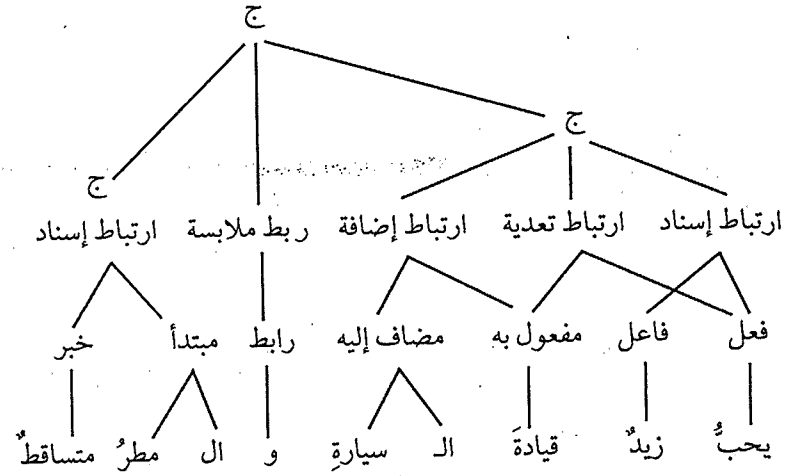 ج
ج
ج
ارتباط إسناد ارتباط تعدية ارتباط إضافة ربط ملابسة ارتباط إسناد
فعل فاعل مفعول به مضاف إليه رابط مبتدأ خبر
يحبُّ زيدٌ قيادةَ الـ سيارةِ و ال مطرُ متساقطٌ